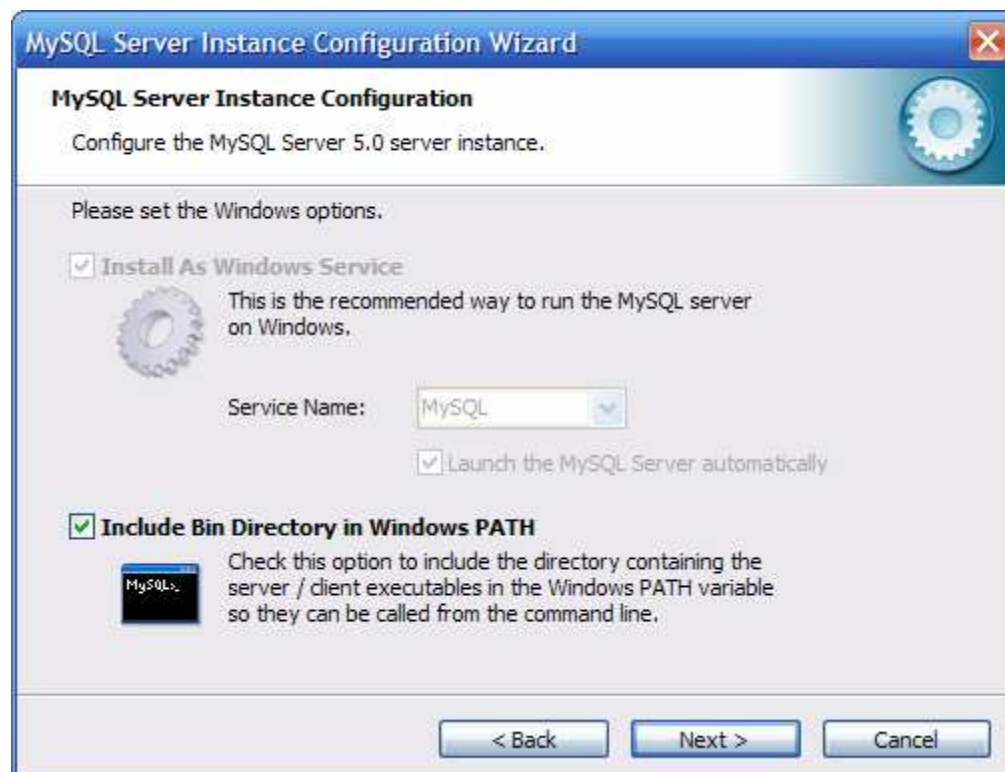 MySQL Server Instance Configuration Wizard
MySQL Server Instance Configuration
Configure the MySQL Server 5.0 server instance.
Please set the Windows options.
Install As Windows Service
This is the recommended way to run the MySQL server
on Windows.
Service Name:
MySQL
Launch the MySQL Server automatically
Include Bin Directory in Windows PATH
MySQL>_
Check this option to include the directory containing the
server / client executables in the Windows PATH variable
so they can be called from the command line.
< Back
Next >
Cancel